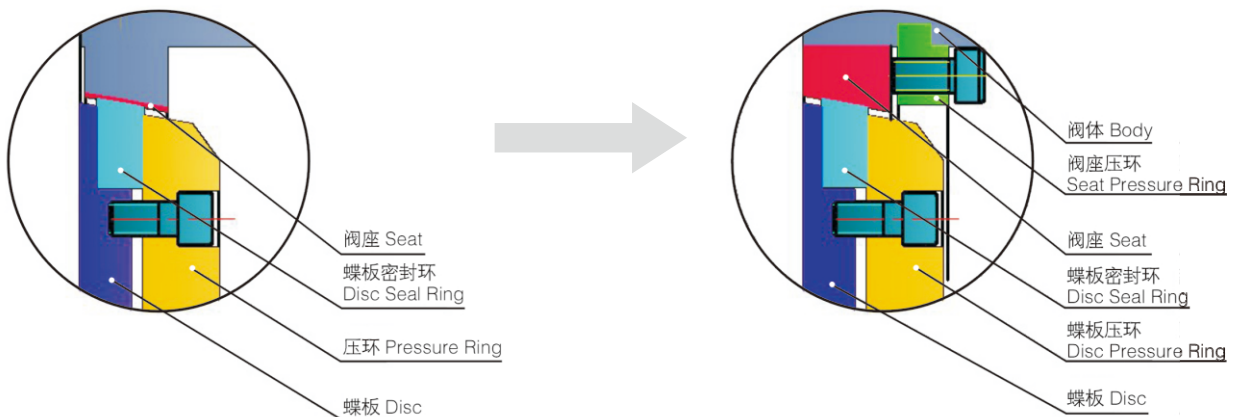 阀座 Seat
蝶板密封环
Disc Seal Ring
压环 Pressure Ring
蝶板 Disc
阀体 Body
阀座压环
Seat Pressure Ring
阀座 Seat
蝶板密封环
Disc Seal Ring
蝶板压环
Disc Pressure Ring
蝶板 Disc